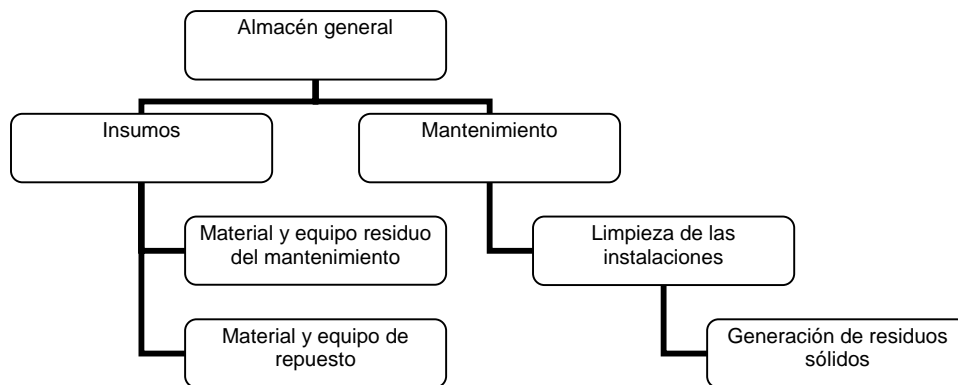 Almacén general
Insumos
Mantenimiento
Material y equipo residuo
del mantenimiento
Limpieza de las
instalaciones
Material y equipo de
repuesto
Generación de residuos
sólidos